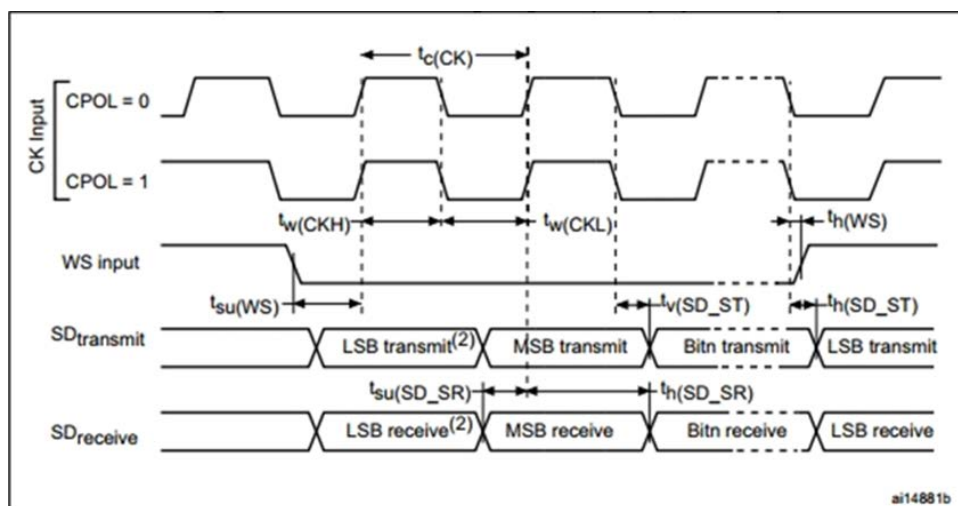 tc(CK)
CK Input
CPOL = 0
CPOL = 1
tw(CKH)
tw(CKL)
th(WS)
WS input
tsu(WS)
tv(SD_ST)
th(SD_ST)
SDtransmit
LSB transmit(2)
MSB transmit
Bitn transmit
LSB transmit
tsu(SD_SR)
th(SD_SR)
SDreceive
LSB receive(2)
MSB receive
Bitn receive
LSB receive
ai14881b